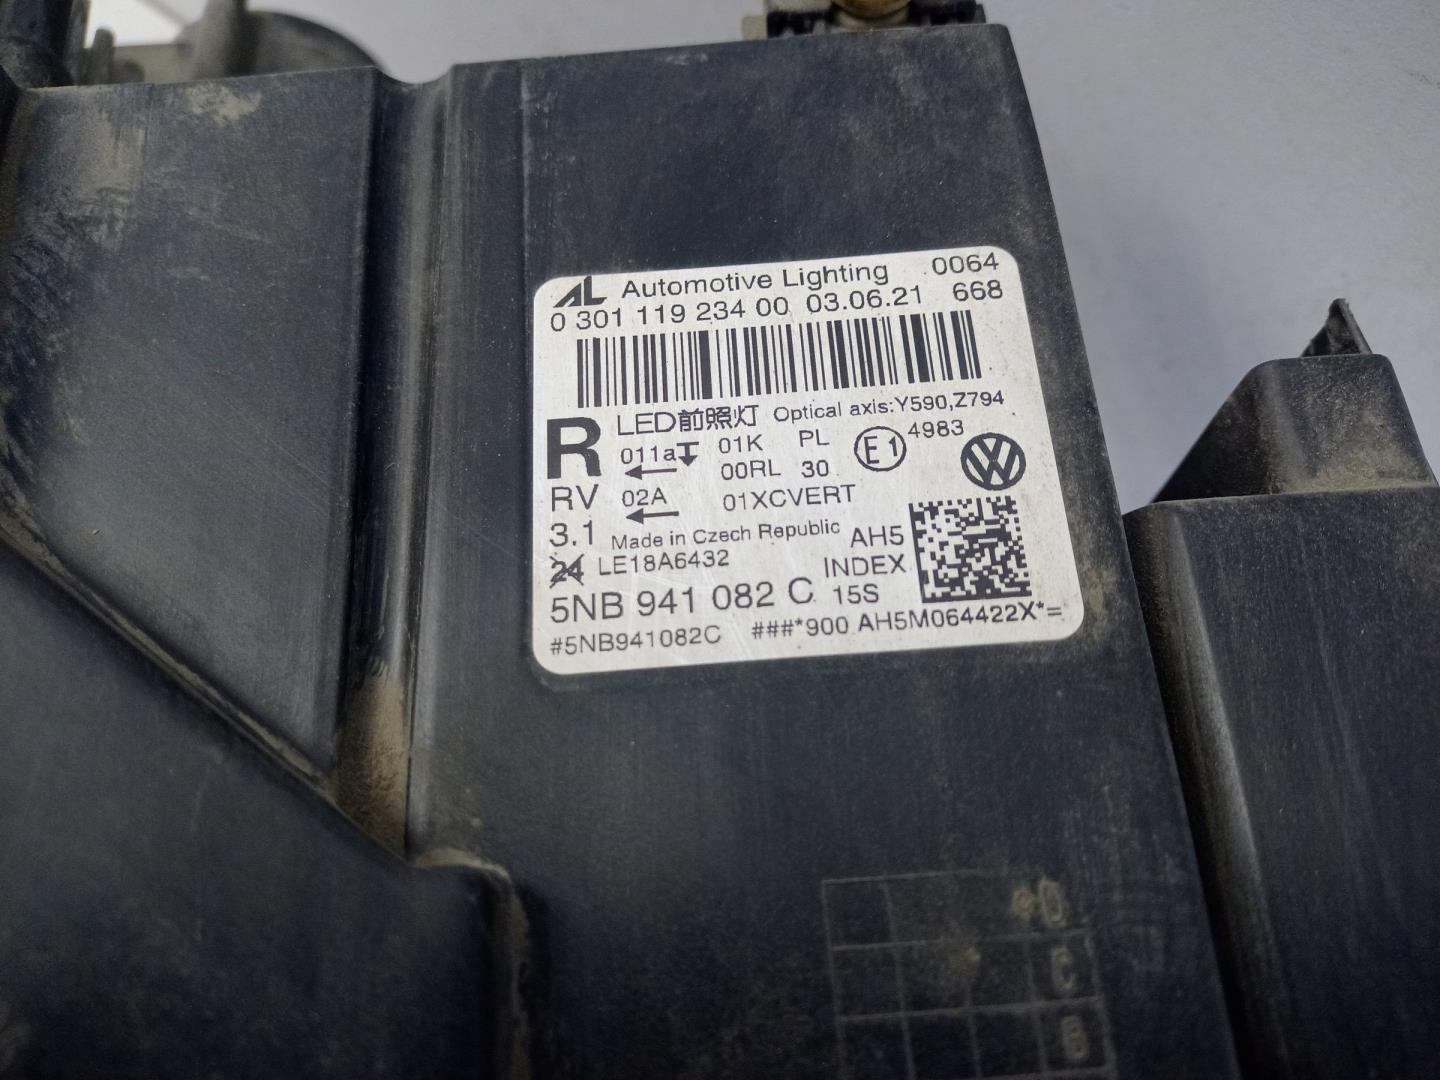 AL Automotive Lighting 0064
0 301 119 234 00 03.06.21 668
R LED前照灯 Optical axis:Y590,Z794
011a 01K PL E1 4983
00RL 30
RV 02A 01XCVERT
3.1 Made in Czech Republic AH5
24 LE18A6432 INDEX
5NB 941 082 C 15S
#5NB941082C ###*900 AH5M064422X*=
D
C
B